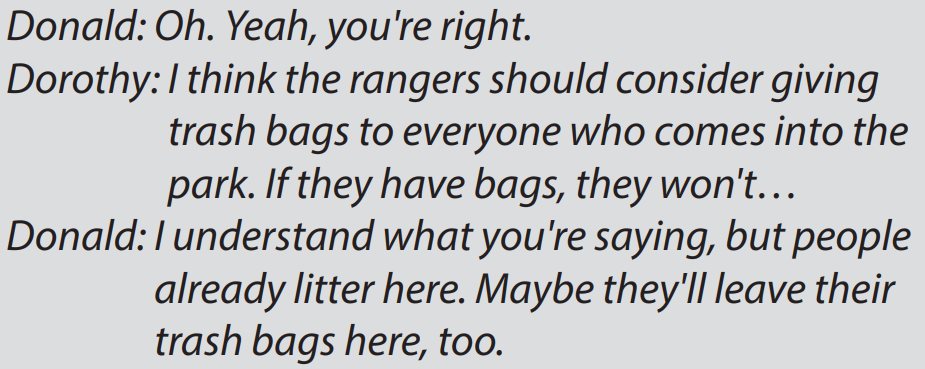 Donald: Oh. Yeah, you're right.
Dorothy: I think the rangers should consider giving
trash bags to everyone who comes into the
park. If they have bags, they won't…
Donald: I understand what you're saying, but people
already litter here. Maybe they'll leave their
trash bags here, too.